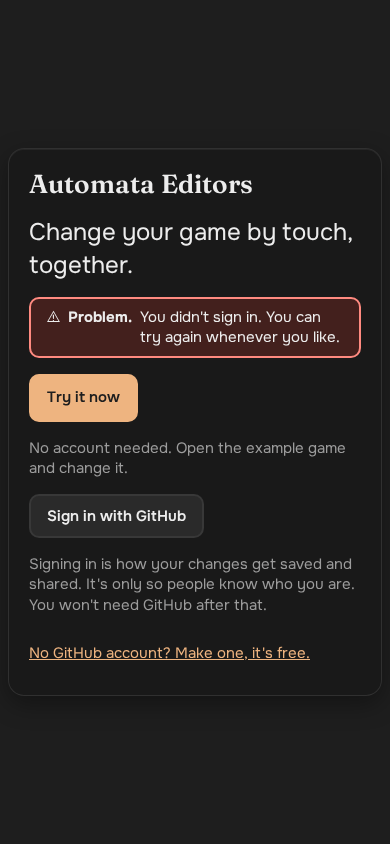 Automata Editors
Change your game by touch,
together.
⚠ Problem. You didn't sign in. You can
try again whenever you like.
Try it now
No account needed. Open the example game
and change it.
Sign in with GitHub
Signing in is how your changes get saved and
shared. It's only so people know who you are.
You won't need GitHub after that.
No GitHub account? Make one, it's free.